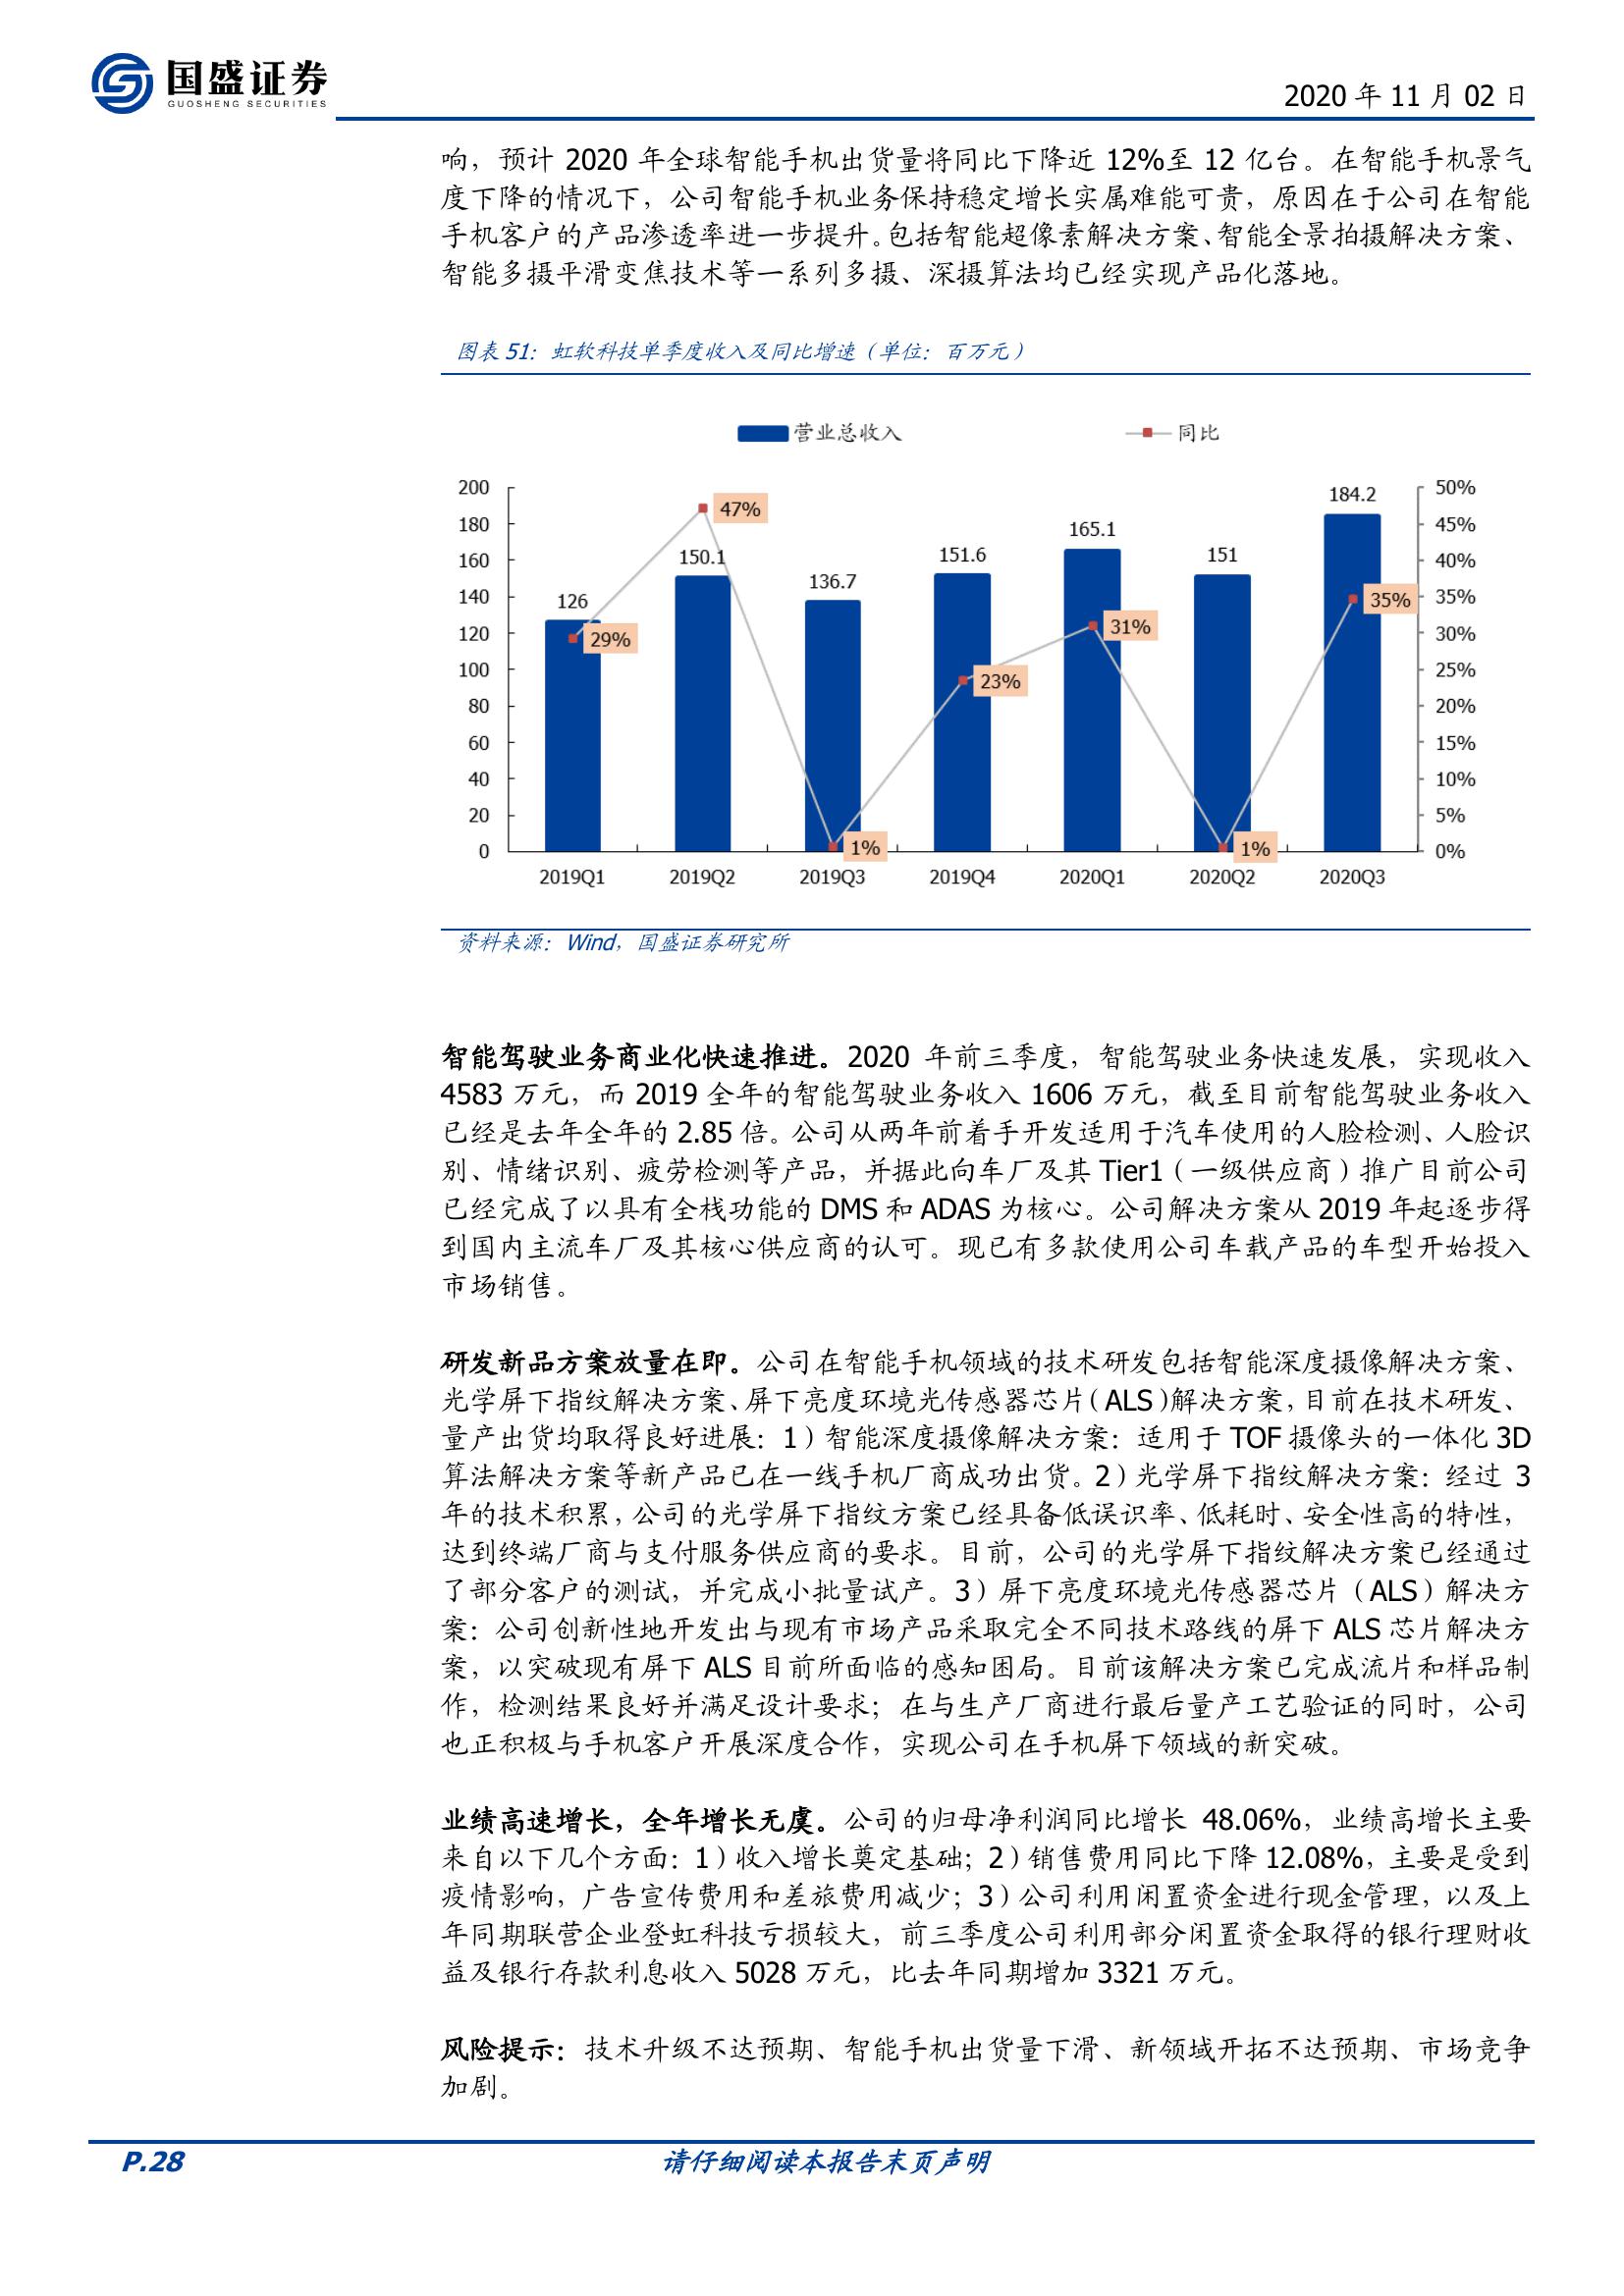 国盛证券
GUOSHENG SECURITIES
2020 年 11 月 02 日
响，预计 2020 年全球智能手机出货量将同比下降近 12%至 12 亿台。在智能手机景气
度下降的情况下，公司智能手机业务保持稳定增长实属难能可贵，原因在于公司在智能
手机客户的产品渗透率进一步提升。包括智能超像素解决方案、智能全景拍摄解决方案、
智能多摄平滑变焦技术等一系列多摄、深摄算法均已经实现产品化落地。
图表 51：虹软科技单季度收入及同比增速（单位：百万元）
营业总收入 同比
200 184.2 50%
180 47% 45%
160 150.1 151.6 165.1 151 40%
140 126 136.7 35% 35%
120 29% 31% 30%
100 23% 25%
80 20%
60 15%
40 10%
20 5%
0 1% 1% 0%
2019Q1 2019Q2 2019Q3 2019Q4 2020Q1 2020Q2 2020Q3
资料来源：Wind，国盛证券研究所
智能驾驶业务商业化快速推进。2020 年前三季度，智能驾驶业务快速发展，实现收入
4583 万元，而 2019 全年的智能驾驶业务收入 1606 万元，截至目前智能驾驶业务收入
已经是去年全年的 2.85 倍。公司从两年前着手开发适用于汽车使用的人脸检测、人脸识
别、情绪识别、疲劳检测等产品，并据此向车厂及其 Tier1（一级供应商）推广目前公司
已经完成了以具有全栈功能的 DMS 和 ADAS 为核心。公司解决方案从 2019 年起逐步得
到国内主流车厂及其核心供应商的认可。现已有多款使用公司车载产品的车型开始投入
市场销售。
研发新品方案放量在即。公司在智能手机领域的技术研发包括智能深度摄像解决方案、
光学屏下指纹解决方案、屏下亮度环境光传感器芯片（ALS）解决方案，目前在技术研发、
量产出货均取得良好进展：1）智能深度摄像解决方案：适用于 TOF 摄像头的一体化 3D
算法解决方案等新产品已在一线手机厂商成功出货。2）光学屏下指纹解决方案：经过 3
年的技术积累，公司的光学屏下指纹方案已经具备低误识率、低耗时、安全性高的特性，
达到终端厂商与支付服务供应商的要求。目前，公司的光学屏下指纹解决方案已经通过
了部分客户的测试，并完成小批量试产。3）屏下亮度环境光传感器芯片（ALS）解决方
案：公司创新性地开发出与现有市场产品采取完全不同技术路线的屏下 ALS 芯片解决方
案，以突破现有屏下 ALS 目前所面临的感知困局。目前该解决方案已完成流片和样品制
作，检测结果良好并满足设计要求；在与生产厂商进行最后量产工艺验证的同时，公司
也正积极与手机客户开展深度合作，实现公司在手机屏下领域的新突破。
业绩高速增长，全年增长无虞。公司的归母净利润同比增长 48.06%，业绩高增长主要
来自以下几个方面：1）收入增长奠定基础；2）销售费用同比下降 12.08%，主要是受到
疫情影响，广告宣传费用和差旅费用减少；3）公司利用闲置资金进行现金管理，以及上
年同期联营企业登虹科技亏损较大，前三季度公司利用部分闲置资金取得的银行理财收
益及银行存款利息收入 5028 万元，比去年同期增加 3321 万元。
风险提示：技术升级不达预期、智能手机出货量下滑、新领域开拓不达预期、市场竞争
加剧。
P.28 请仔细阅读本报告末页声明